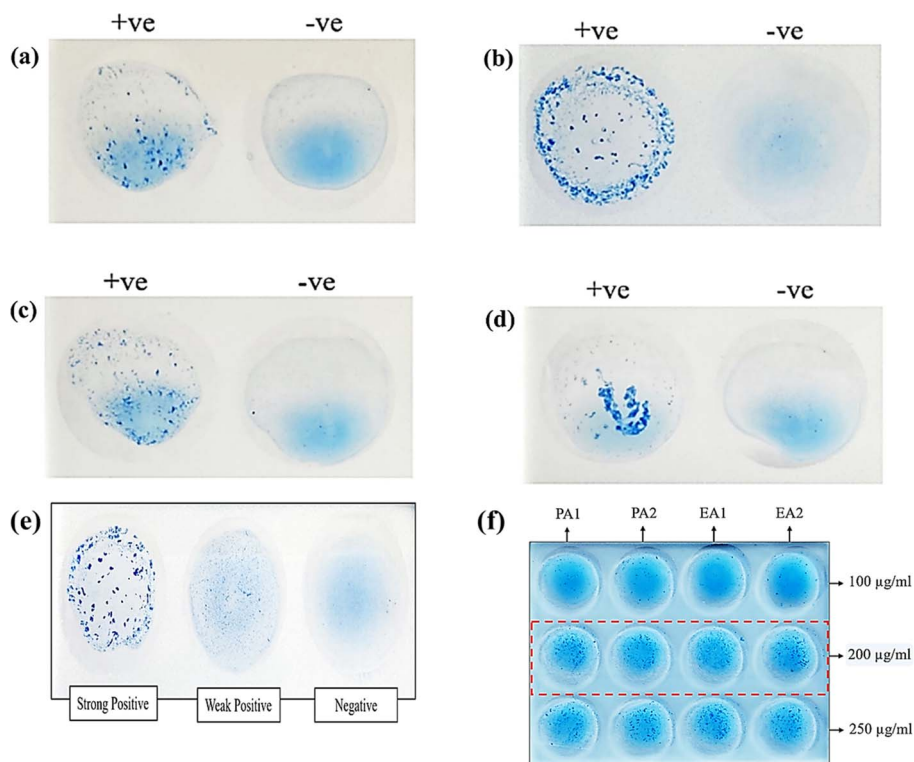 +ve -ve
(a)
+ve -ve
(b)
+ve -ve
(c)
+ve -ve
(d)
(e)
Strong Positive Weak Positive Negative
(f)
PA1 PA2 EA1 EA2
100 µg/ml
200 µg/ml
250 µg/ml